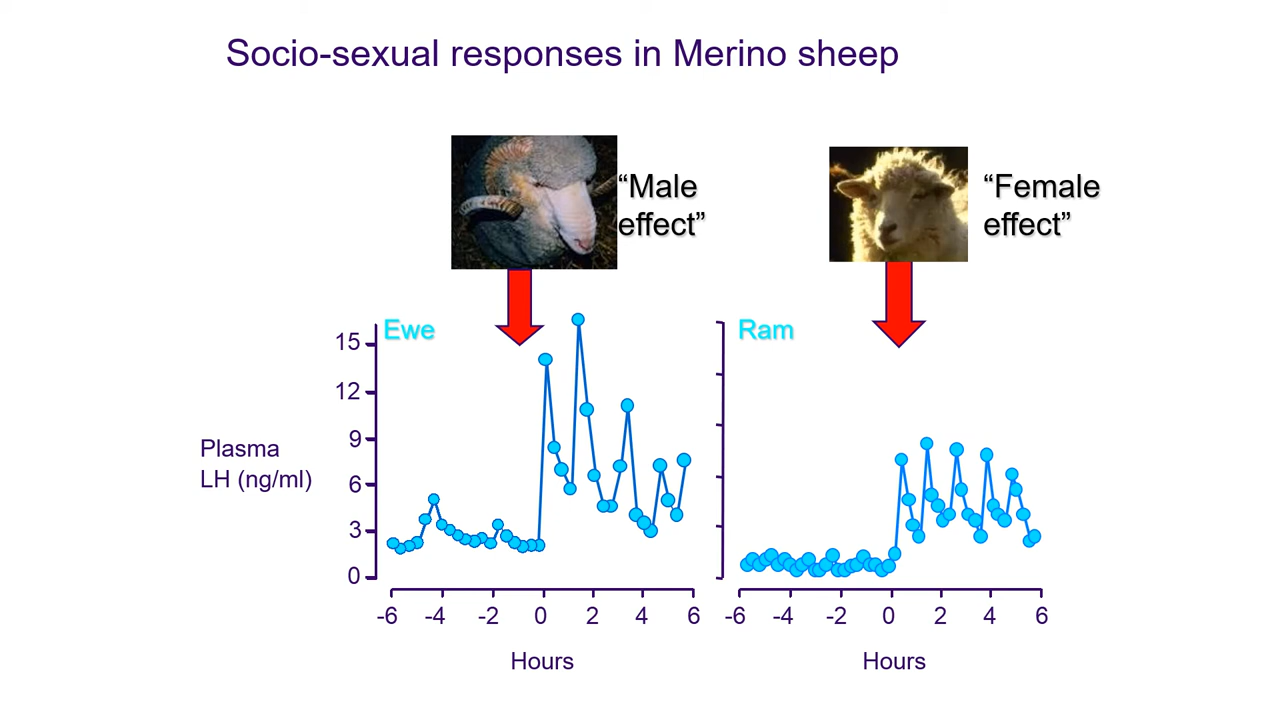 Socio-sexual responses in Merino sheep
“Male
effect”
“Female
effect”
Ewe
Ram
15
12
9
6
3
0
Plasma
LH (ng/ml)
-6 -4 -2 0 2 4 6
-6 -4 -2 0 2 4 6
Hours
Hours